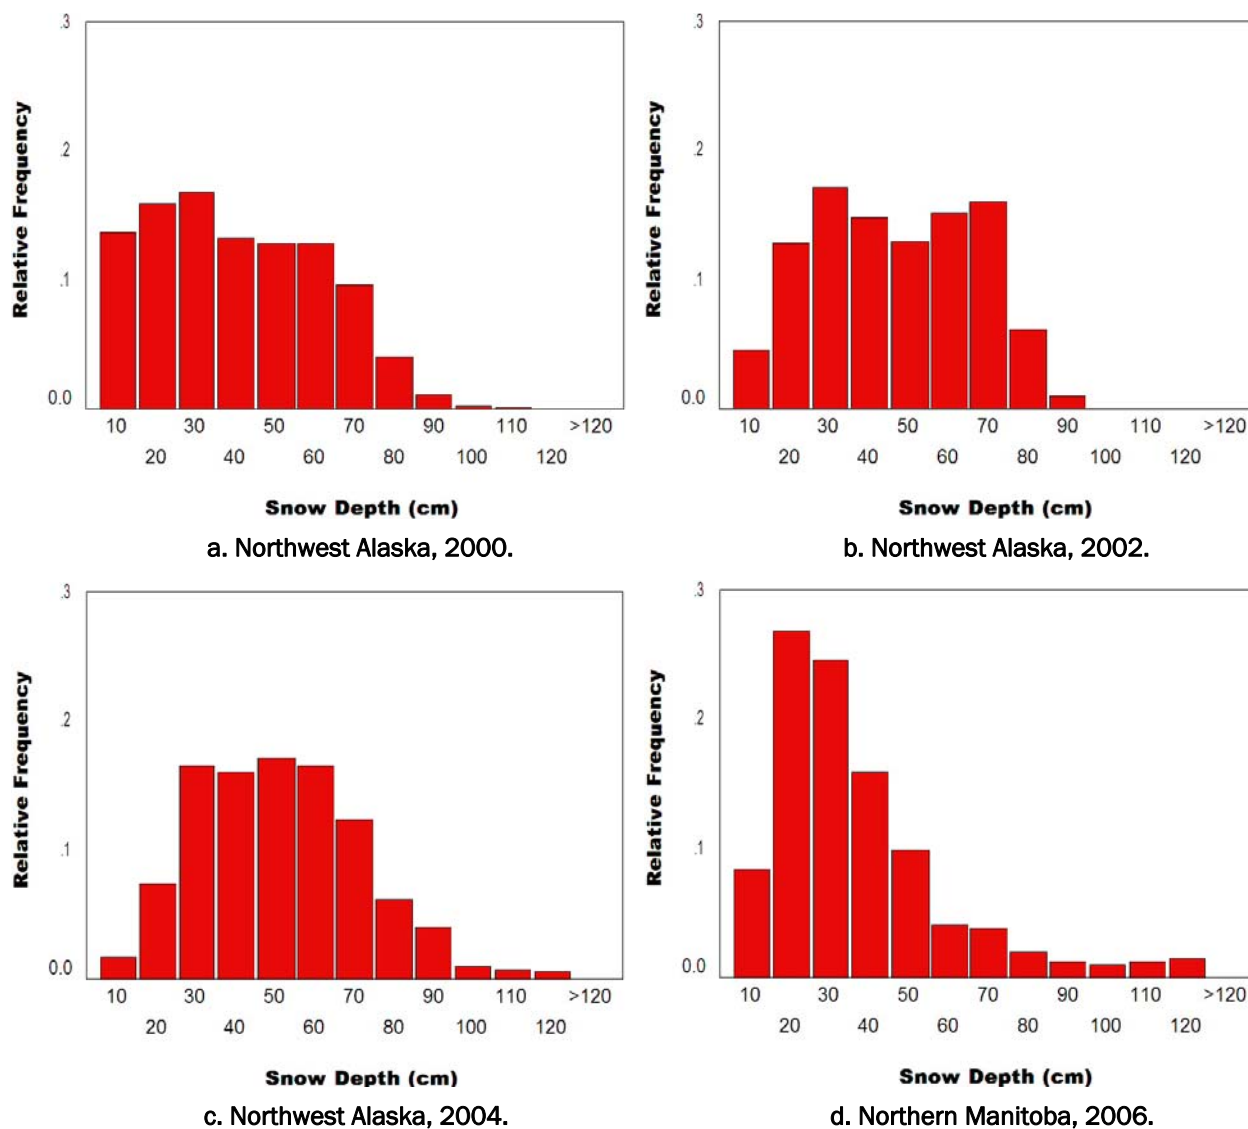 .3
.2
.1
0.0
Relative Frequency
10 30 50 70 90 110 >120
20 40 60 80 100 120
Snow Depth (cm)
a. Northwest Alaska, 2000.
.3
.2
.1
0.0
Relative Frequency
10 30 50 70 90 110 >120
20 40 60 80 100 120
Snow Depth (cm)
b. Northwest Alaska, 2002.
.3
.2
.1
0.0
Relative Frequency
10 30 50 70 90 110 >120
20 40 60 80 100 120
Snow Depth (cm)
c. Northwest Alaska, 2004.
.3
.2
.1
0.0
Relative Frequency
10 30 50 70 90 110 >120
20 40 60 80 100 120
Snow Depth (cm)
d. Northern Manitoba, 2006.